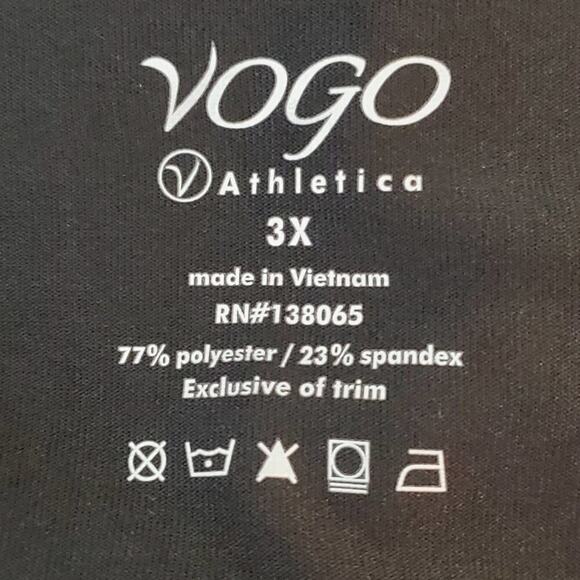 VOGO
V Athletica
3X
made in Vietnam
RN#138065
77% polyester / 23% spandex
Exclusive of trim